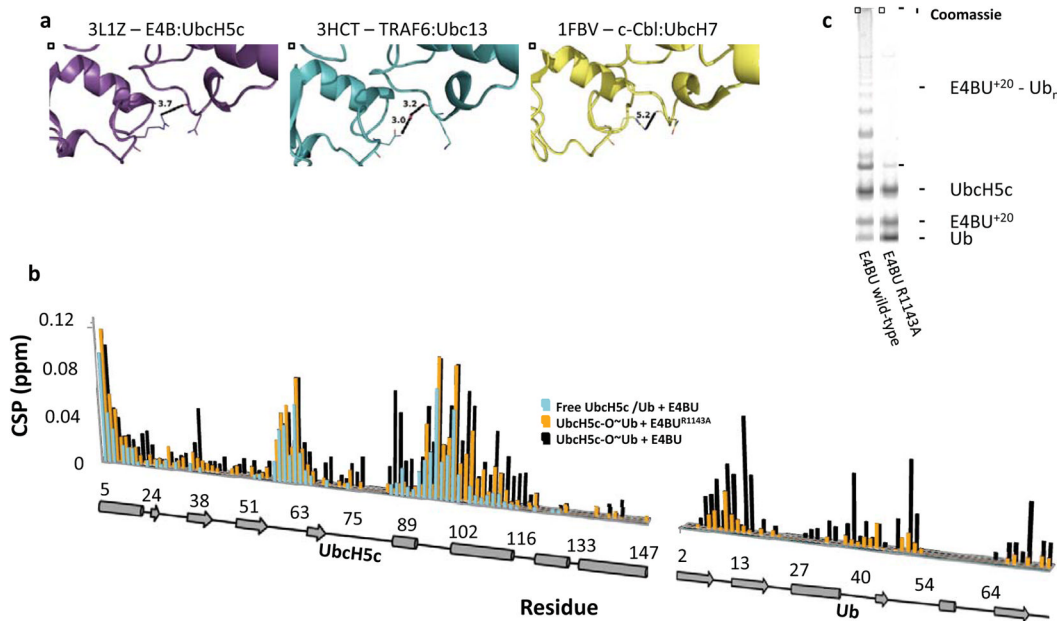 a
3L1Z – E4B:UbcH5c
3HCT – TRAF6:Ubc13
1FBV – c-Cbl:UbcH7
3.7
3.2
3.0
5.2
c
Coomassie
E4BU+20 - Ubn
UbcH5c
E4BU+20
Ub
E4BU wild-type
E4BU R1143A
b
CSP (ppm)
0.12
0.08
0.04
0
Free UbcH5c /Ub + E4BU
UbcH5c-O~Ub + E4BUR1143A
UbcH5c-O~Ub + E4BU
5 24 38 51 63 75 89 102 116 133 147
UbcH5c
2 13 27 40 54 64
Ub
Residue